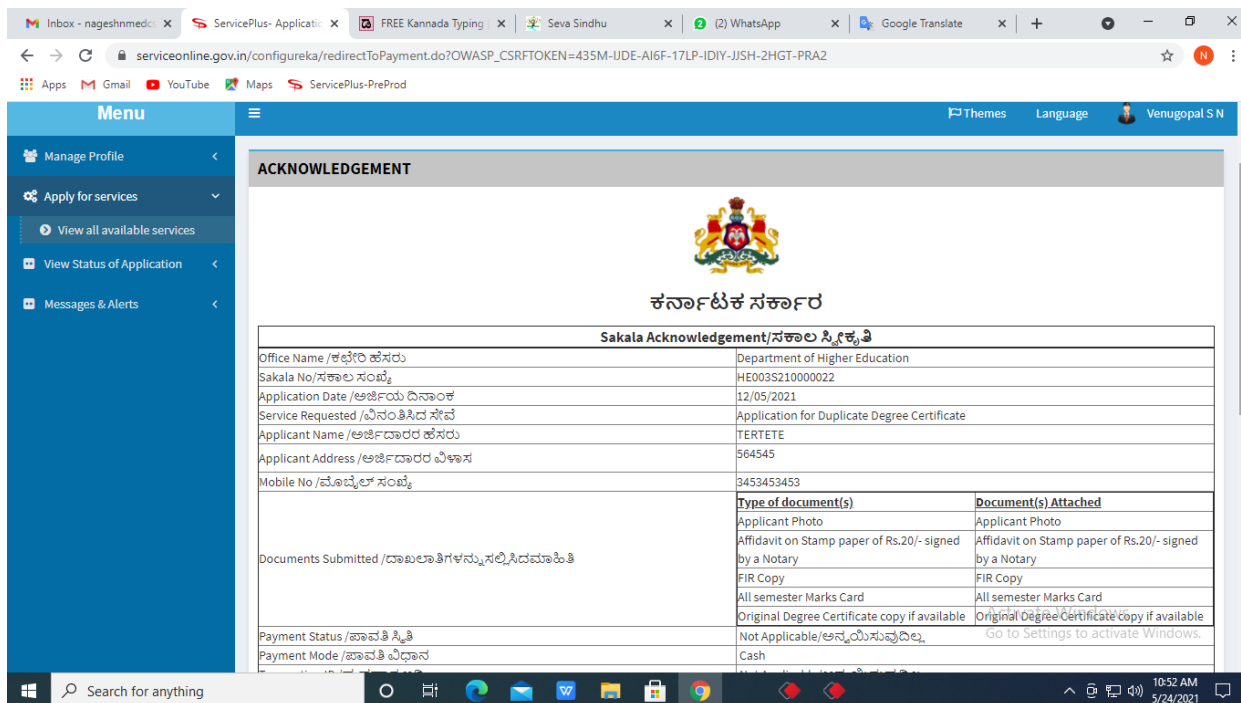 Inbox - nageshnmedcs
ServicePlus- Applicatio
FREE Kannada Typing
Seva Sindhu
(2) WhatsApp
Google Translate
serviceonline.gov.in/configureka/redirectToPayment.do?OWASP_CSRFTOKEN=435M-IJDE-AI6F-17LP-IDIY-JJSH-2HGT-PRA2
N
Apps Gmail YouTube Maps ServicePlus-PreProd
Menu
Themes Language Venugopal S N
Manage Profile
Apply for services
View all available services
View Status of Application
Messages & Alerts
ACKNOWLEDGEMENT
ಕರ್ನಾಟಕ ಸರ್ಕಾರ
Sakala Acknowledgement/ಸಕಾಲ ಸ್ವೀಕೃತಿ
Office Name /ಕಛೇರಿ ಹೆಸರು Department of Higher Education
Sakala No/ಸಕಾಲ ಸಂಖ್ಯೆ HE003S210000022
Application Date /ಅರ್ಜಿಯ ದಿನಾಂಕ 12/05/2021
Service Requested /ವಿನಂತಿಸಿದ ಸೇವೆ Application for Duplicate Degree Certificate
Applicant Name /ಅರ್ಜಿದಾರರ ಹೆಸರು TERTETE
Applicant Address /ಅರ್ಜಿದಾರರ ವಿಳಾಸ 564545
Mobile No /ಮೊಬೈಲ್ ಸಂಖ್ಯೆ 3453453453
Documents Submitted /ದಾಖಲಾತಿಗಳನ್ನು ಸಲ್ಲಿಸಿದಮಾಹಿತಿ
Type of document(s) Document(s) Attached
Applicant Photo Applicant Photo
Affidavit on Stamp paper of Rs.20/- signed Affidavit on Stamp paper of Rs.20/- signed
by a Notary by a Notary
FIR Copy FIR Copy
All semester Marks Card All semester Marks Card
Original Degree Certificate copy if available Original Degree Certificate copy if available
Activate Windows
Go to Settings to activate Windows.
Payment Status /ಪಾವತಿ ಸ್ಥಿತಿ Not Applicable/ಅನ್ವಯಿಸುವುದಿಲ್ಲ
Payment Mode /ಪಾವತಿ ವಿಧಾನ Cash
Search for anything
10:52 AM
5/24/2021